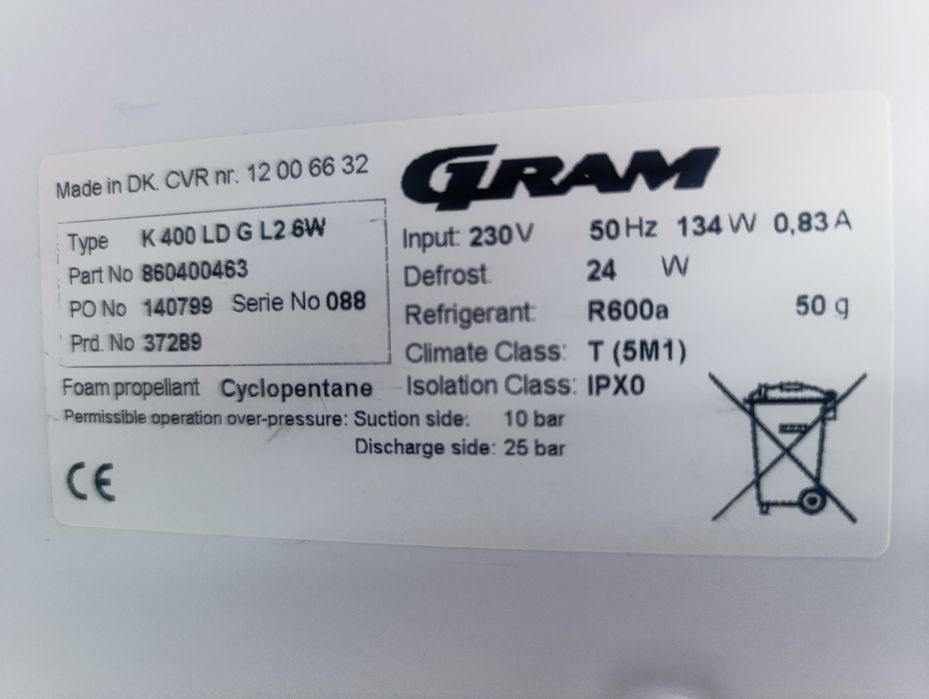 Made in DK. CVR nr. 12 00 66 32
Type K 400 LD G L2 6W
Part No 860400463
PO No 140799 Serie No 088
Prd. No 37289
Foam propellant Cyclopentane
GRAM
Input: 230 V 50 Hz 134 W 0,83 A
Defrost 24 W
Refrigerant: R600a 50 g
Climate Class: T (5M1)
Isolation Class: IPX0
Permissible operation over-pressure: Suction side: 10 bar
Discharge side: 25 bar
CE